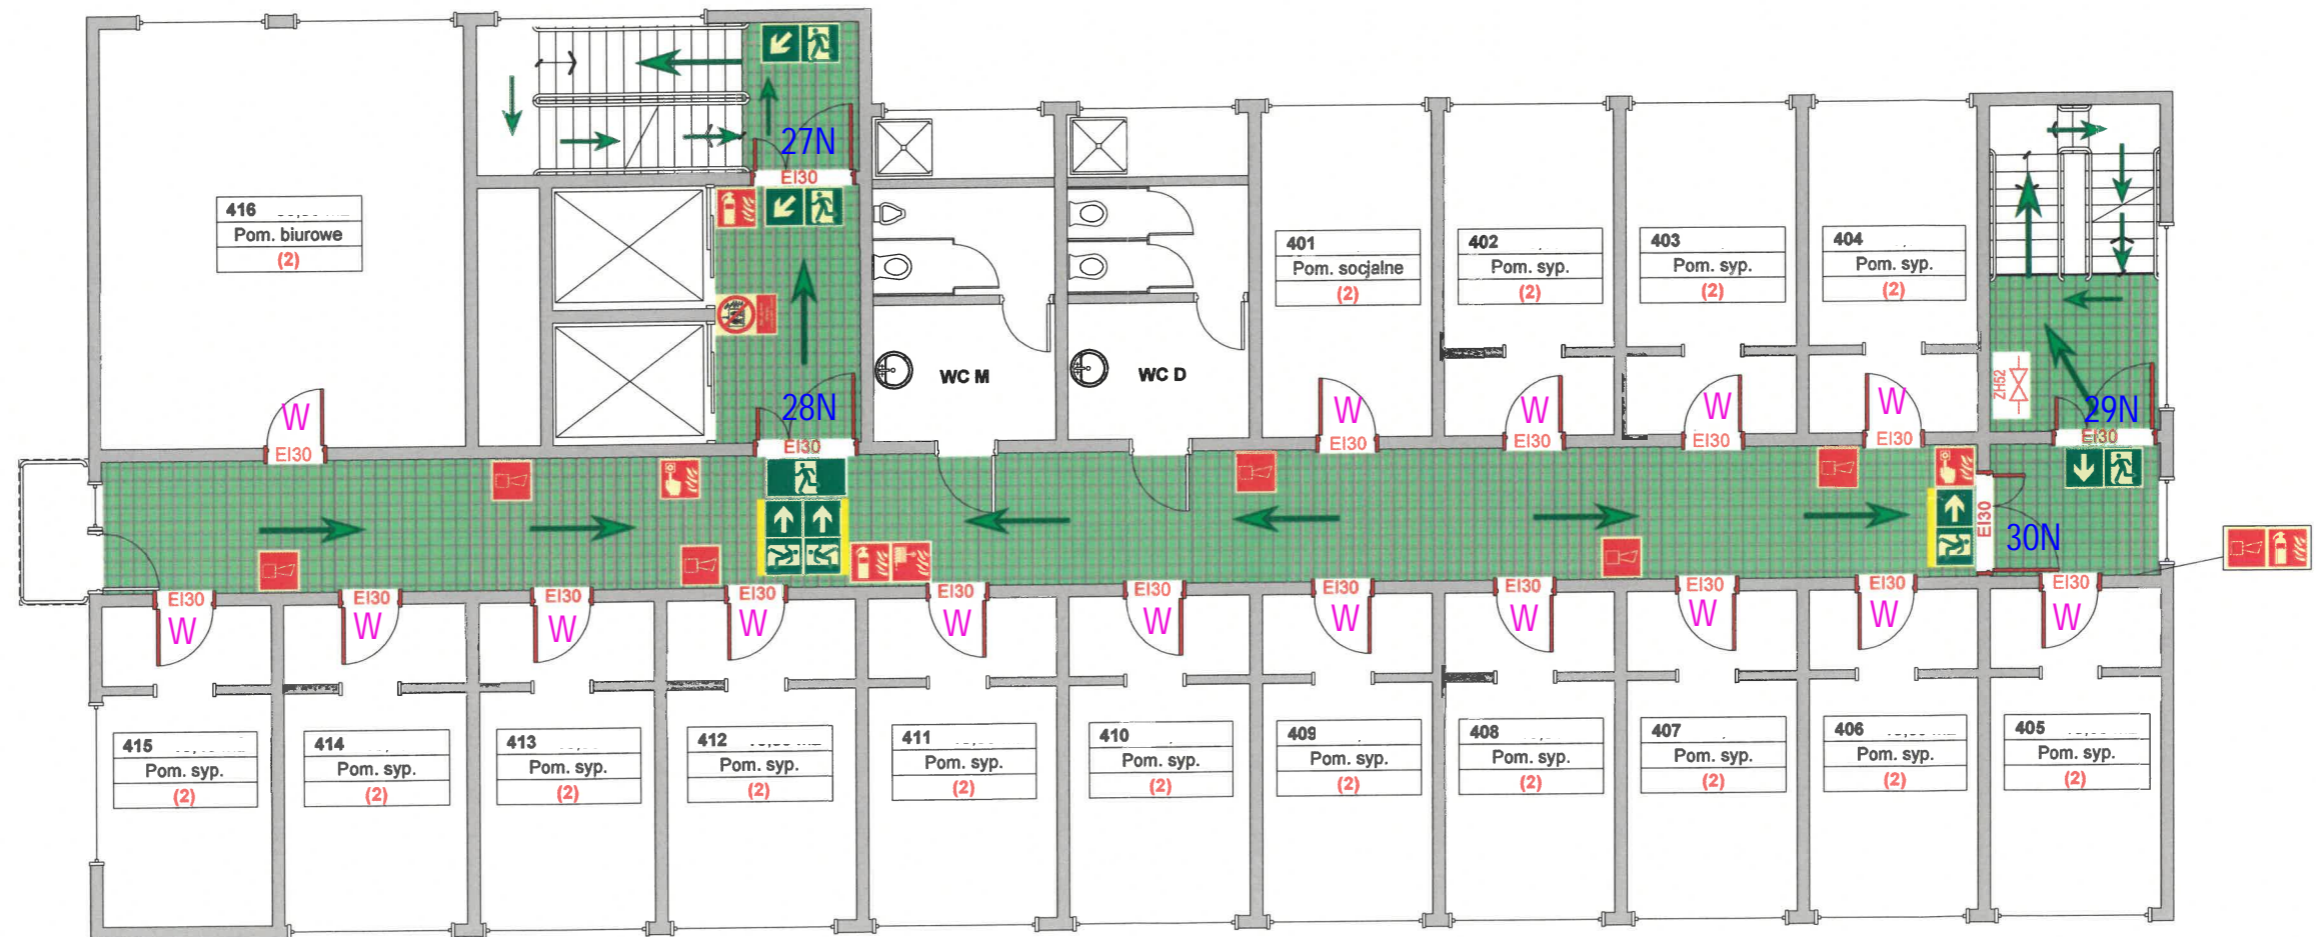 27N
EI30
416
Pom. biurowe
(2)
401
Pom. socjalne
(2)
402
Pom. syp.
(2)
403
Pom. syp.
(2)
404
Pom. syp.
(2)
WC M
WC D
ZH52
28N
29N
W
W
W
W
W
EI30
EI30
EI30
EI30
EI30
EI30
EI30
EI30
30N
EI30
EI30
EI30
EI30
EI30
EI30
EI30
EI30
EI30
EI30
EI30
W
W
W
W
W
W
W
W
W
W
W
415
Pom. syp.
(2)
414
Pom. syp.
(2)
413
Pom. syp.
(2)
412
Pom. syp.
(2)
411
Pom. syp.
(2)
410
Pom. syp.
(2)
409
Pom. syp.
(2)
408
Pom. syp.
(2)
407
Pom. syp.
(2)
406
Pom. syp.
(2)
405
Pom. syp.
(2)